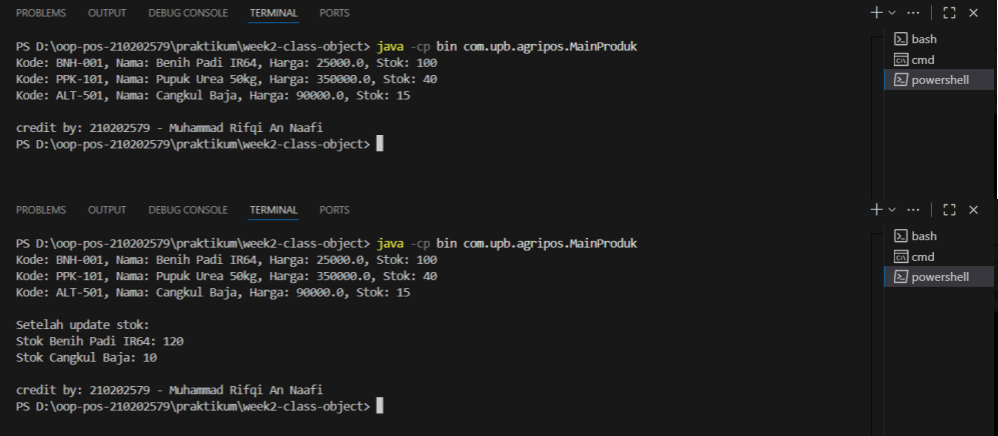 PROBLEMS OUTPUT DEBUG CONSOLE TERMINAL PORTS
PS D:\oop-pos-210202579\praktikum\week2-class-object> java -cp bin com.upb.agripos.MainProduk
Kode: BNH-001, Nama: Benih Padi IR64, Harga: 25000.0, Stok: 100
Kode: PPK-101, Nama: Pupuk Urea 50kg, Harga: 350000.0, Stok: 40
Kode: ALT-501, Nama: Cangkul Baja, Harga: 90000.0, Stok: 15
credit by: 210202579 - Muhammad Rifqi An Naafi
PS D:\oop-pos-210202579\praktikum\week2-class-object>
bash
cmd
powershell
PROBLEMS OUTPUT DEBUG CONSOLE TERMINAL PORTS
PS D:\oop-pos-210202579\praktikum\week2-class-object> java -cp bin com.upb.agripos.MainProduk
Kode: BNH-001, Nama: Benih Padi IR64, Harga: 25000.0, Stok: 100
Kode: PPK-101, Nama: Pupuk Urea 50kg, Harga: 350000.0, Stok: 40
Kode: ALT-501, Nama: Cangkul Baja, Harga: 90000.0, Stok: 15
Setelah update stok:
Stok Benih Padi IR64: 120
Stok Cangkul Baja: 10
credit by: 210202579 - Muhammad Rifqi An Naafi
PS D:\oop-pos-210202579\praktikum\week2-class-object>
bash
cmd
powershell